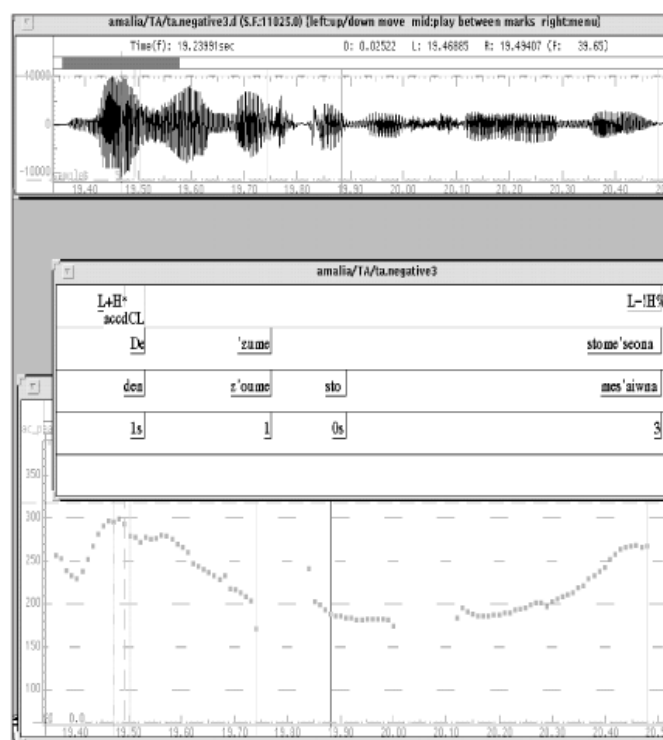 amalia/TA/ta.negative3.d (S.F.:11025.0) {left:up/down move mid:play between marks right:menu}
Time(f): 19.23991sec D: 0.02522 L: 19.46885 R: 19.49407 (F: 39.65)
10000
0
-10000
19.40 19.50 19.60 19.70 19.80 19.90 20.00 20.10 20.20 20.30 20.40 20.5
amalia/TA/ta.negative3
L+H* L-!H%
accdCL
De 'zume stome'seona
den z'oume sto mes'aiwna
1s 1 0s 3
350
300
250
200
150
100
0.0
19.40 19.50 19.60 19.70 19.80 19.90 20.00 20.10 20.20 20.30 20.40 20.5